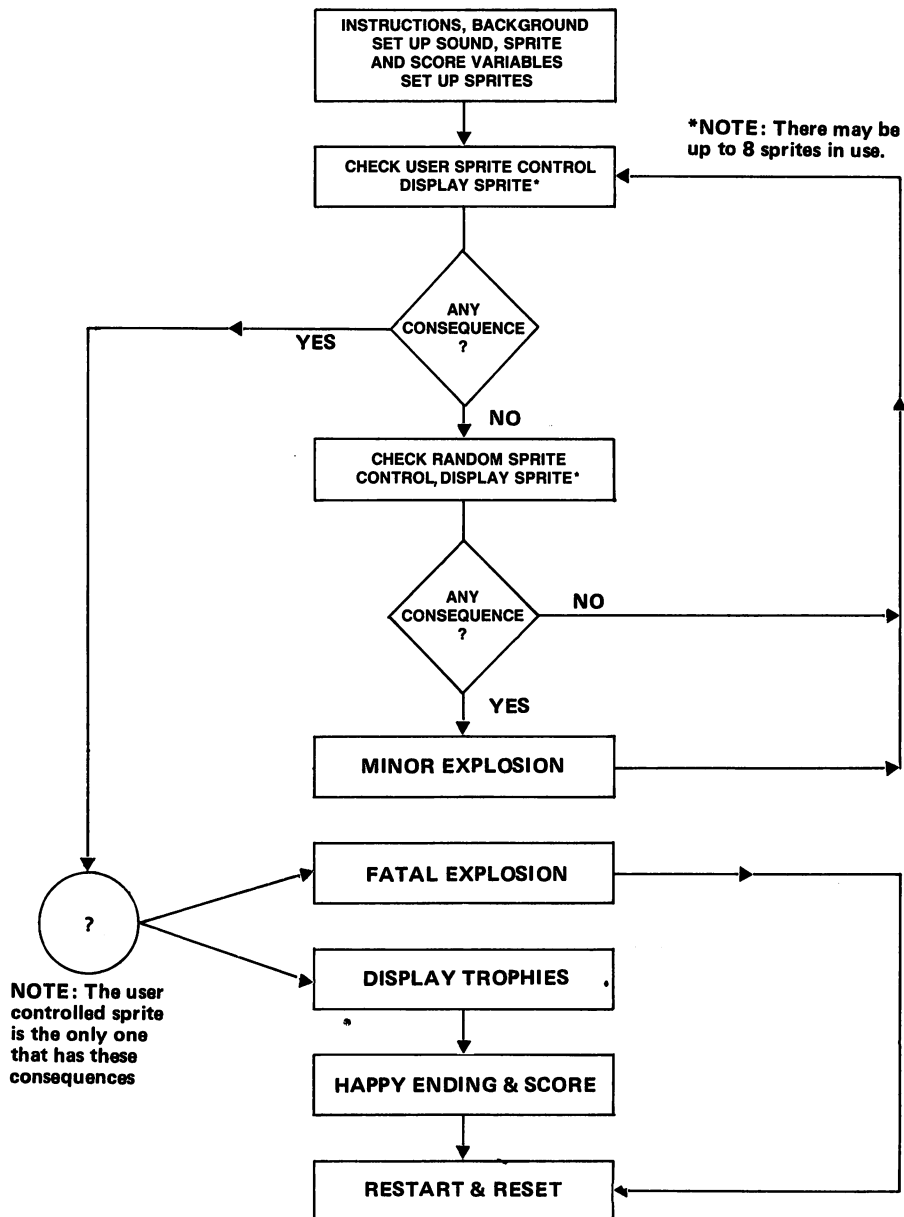 INSTRUCTIONS, BACKGROUND
SET UP SOUND, SPRITE
AND SCORE VARIABLES
SET UP SPRITES
*NOTE: There may be
up to 8 sprites in use.
CHECK USER SPRITE CONTROL
DISPLAY SPRITE*
ANY
CONSEQUENCE
?
YES
NO
CHECK RANDOM SPRITE
CONTROL, DISPLAY SPRITE*
ANY
CONSEQUENCE
?
NO
YES
MINOR EXPLOSION
FATAL EXPLOSION
?
DISPLAY TROPHIES
NOTE: The user
controlled sprite
is the only one
that has these
consequences
HAPPY ENDING & SCORE
RESTART & RESET